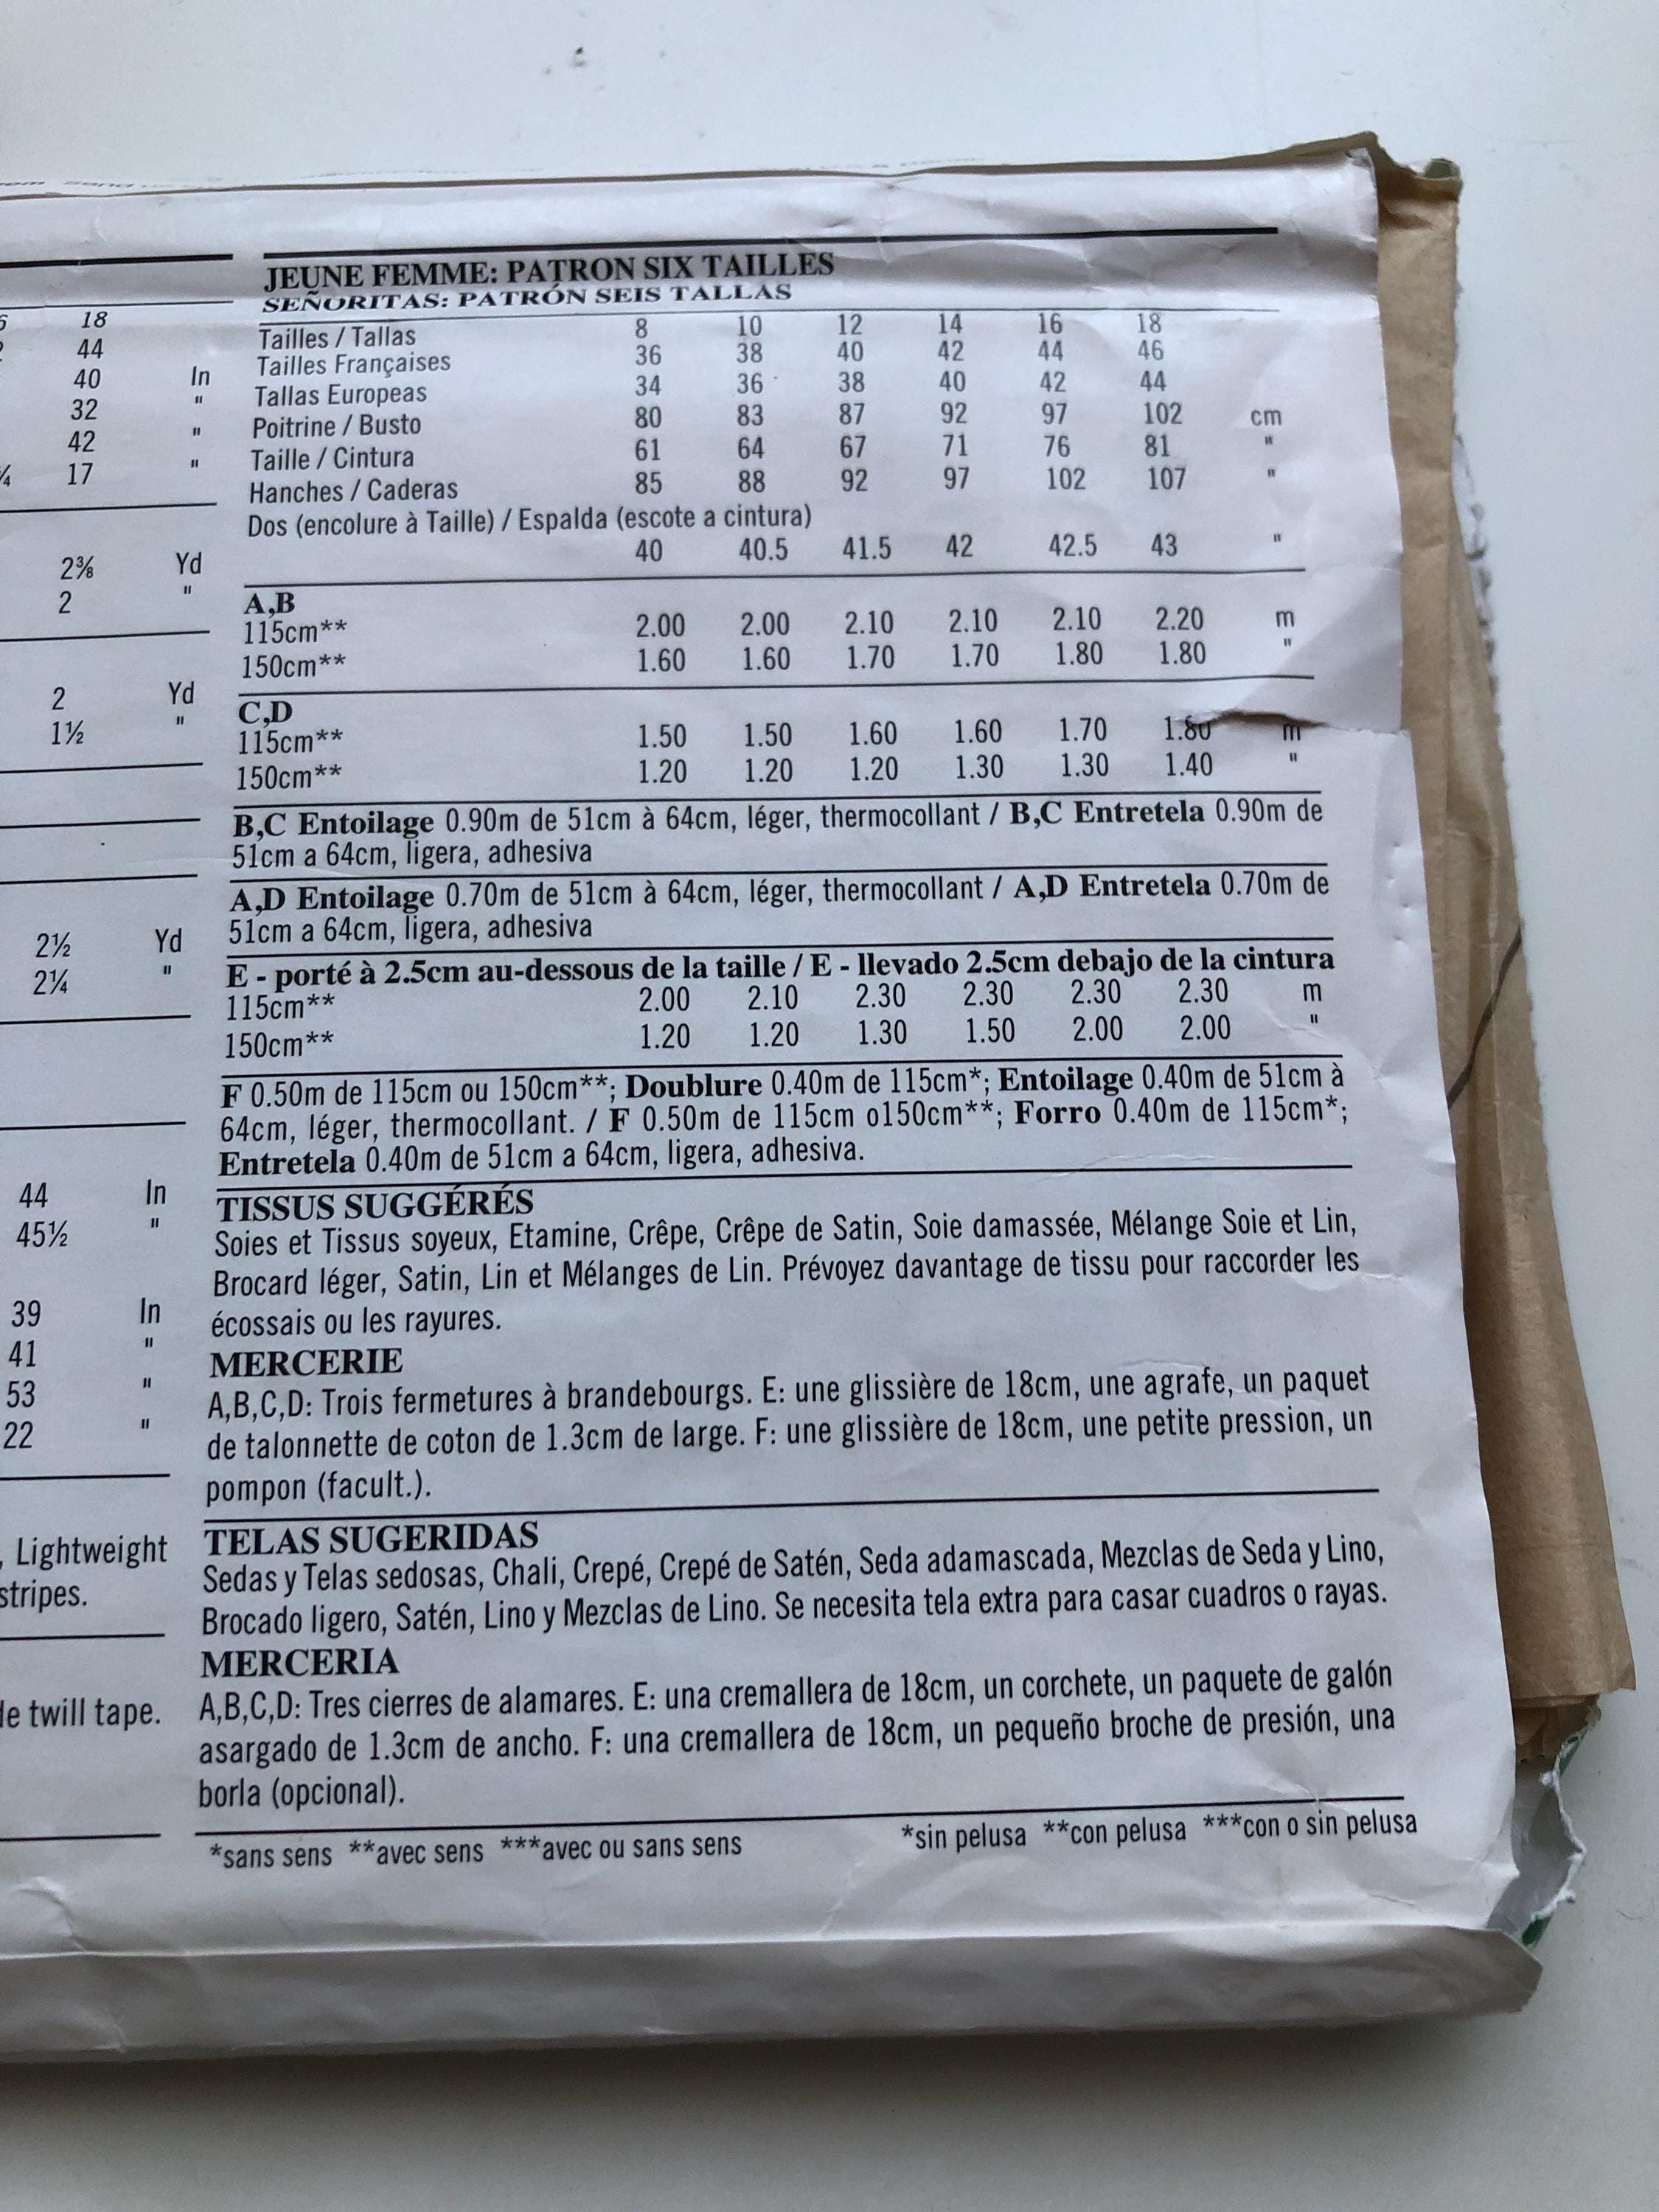 18
44
40 In
32 "
42 "
17 "
2⅜ Yd
2 "
2 Yd
1½ "
2½ Yd
2¼ "
44 In
45½ "
39 In
41 "
53 "
22 "
, Lightweight
stripes.
le twill tape.
JEUNE FEMME: PATRON SIX TAILLES
SEÑORITAS: PATRÓN SEIS TALLAS
Tailles / Tallas 8 10 12 14 16 18
Tailles Françaises 36 38 40 42 44 46
Tallas Europeas 34 36 38 40 42 44
Poitrine / Busto 80 83 87 92 97 102 cm
Taille / Cintura 61 64 67 71 76 81 "
Hanches / Caderas 85 88 92 97 102 107 "
Dos (encolure à Taille) / Espalda (escote a cintura)
40 40.5 41.5 42 42.5 43 "
A,B
115cm** 2.00 2.00 2.10 2.10 2.10 2.20 m
150cm** 1.60 1.60 1.70 1.70 1.80 1.80 "
C,D
115cm** 1.50 1.50 1.60 1.60 1.70 1.80 m
150cm** 1.20 1.20 1.20 1.30 1.30 1.40 "
B,C Entoilage 0.90m de 51cm à 64cm, léger, thermocollant / B,C Entretela 0.90m de
51cm a 64cm, ligera, adhesiva
A,D Entoilage 0.70m de 51cm à 64cm, léger, thermocollant / A,D Entretela 0.70m de
51cm a 64cm, ligera, adhesiva
E - porté à 2.5cm au-dessous de la taille / E - llevado 2.5cm debajo de la cintura
115cm** 2.00 2.10 2.30 2.30 2.30 2.30 m
150cm** 1.20 1.20 1.30 1.50 2.00 2.00 "
F 0.50m de 115cm ou 150cm**; Doublure 0.40m de 115cm*; Entoilage 0.40m de 51cm à
64cm, léger, thermocollant. / F 0.50m de 115cm o150cm**; Forro 0.40m de 115cm*;
Entretela 0.40m de 51cm a 64cm, ligera, adhesiva.
TISSUS SUGGÉRÉS
Soies et Tissus soyeux, Etamine, Crêpe, Crêpe de Satin, Soie damassée, Mélange Soie et Lin,
Brocard léger, Satin, Lin et Mélanges de Lin. Prévoyez davantage de tissu pour raccorder les
écossais ou les rayures.
MERCERIE
A,B,C,D: Trois fermetures à brandebourgs. E: une glissière de 18cm, une agrafe, un paquet
de talonnette de coton de 1.3cm de large. F: une glissière de 18cm, une petite pression, un
pompon (facult.).
TELAS SUGERIDAS
Sedas y Telas sedosas, Chali, Crepé, Crepé de Satén, Seda adamascada, Mezclas de Seda y Lino,
Brocado ligero, Satén, Lino y Mezclas de Lino. Se necesita tela extra para casar cuadros o rayas.
MERCERIA
A,B,C,D: Tres cierres de alamares. E: una cremallera de 18cm, un corchete, un paquete de galón
asargado de 1.3cm de ancho. F: una cremallera de 18cm, un pequeño broche de presión, una
borla (opcional).
*sans sens **avec sens ***avec ou sans sens *sin pelusa **con pelusa ***con o sin pelusa